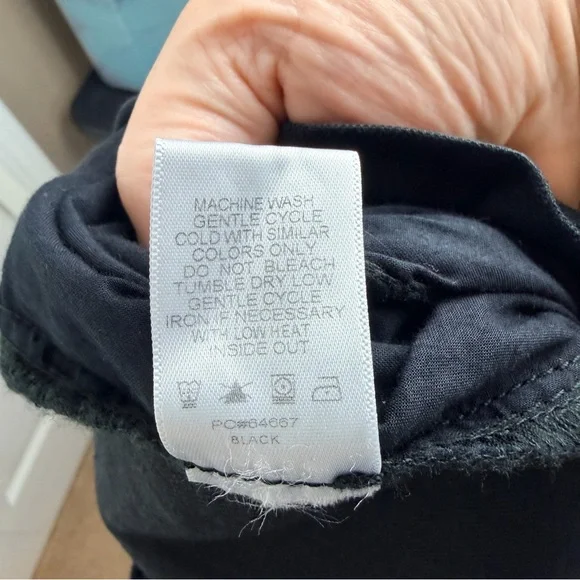 MACHINE WASH
GENTLE CYCLE
COLD WITH SIMILAR
COLORS ONLY
DO NOT BLEACH
TUMBLE DRY LOW
GENTLE CYCLE
IRON IF NECESSARY
WITH LOW HEAT
INSIDE OUT
PO#64667
BLACK